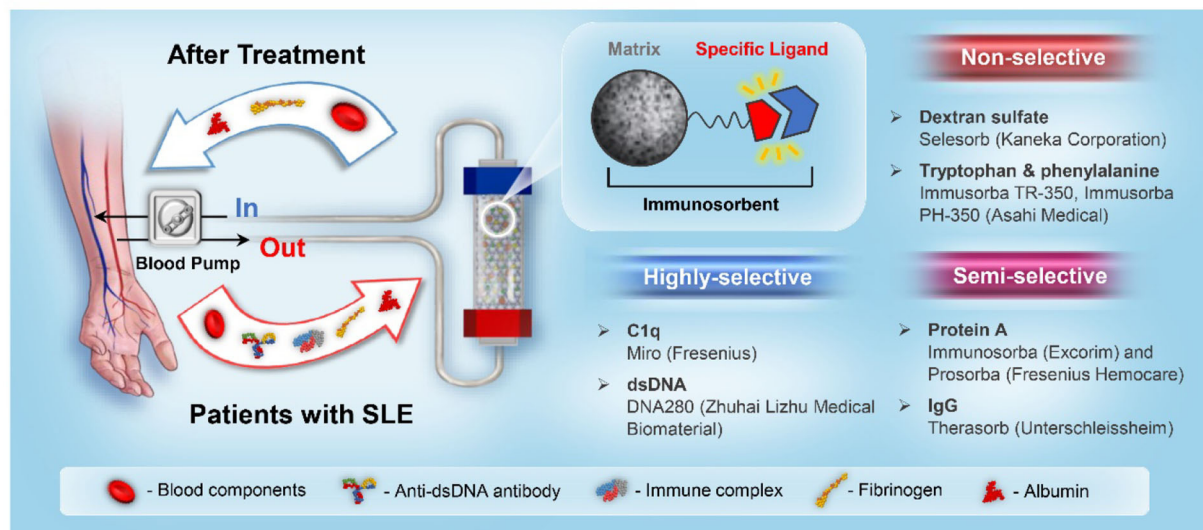 After Treatment
In
Out
Blood Pump
Patients with SLE
Matrix
Specific Ligand
Immunosorbent
Non-selective
➢ Dextran sulfate
Selesorb (Kaneka Corporation)
➢ Tryptophan & phenylalanine
Immusorba TR-350, Immusorba
PH-350 (Asahi Medical)
Highly-selective
➢ C1q
Miro (Fresenius)
➢ dsDNA
DNA280 (Zhuhai Lizhu Medical
Biomaterial)
Semi-selective
➢ Protein A
Immunosorba (Excorim) and
Prosorba (Fresenius Hemocare)
➢ IgG
Therasorb (Unterschleissheim)
- Blood components
- Anti-dsDNA antibody
- Immune complex
- Fibrinogen
- Albumin